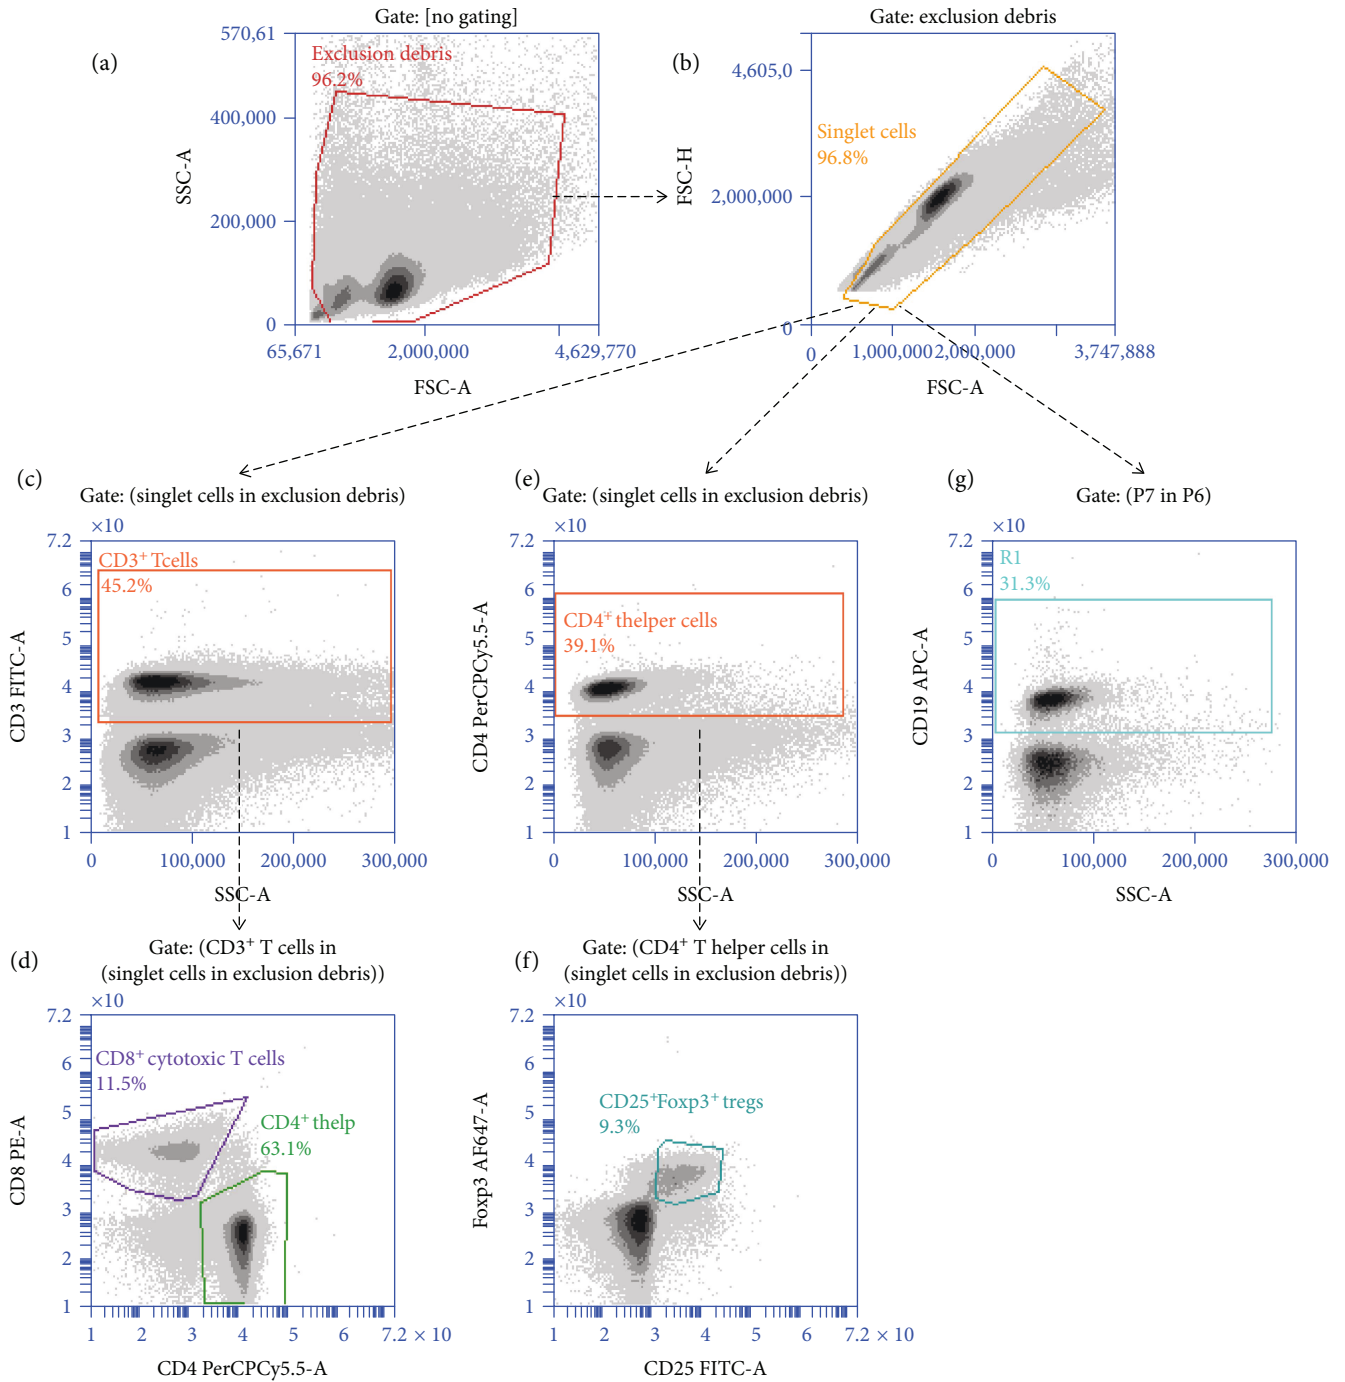 (a)
Gate: [no gating]
570,61
400,000
200,000
0
SSC-A
Exclusion debris
96.2%
65,671
2,000,000
4,629,770
FSC-A
(b)
Gate: exclusion debris
4,605,0
2,000,000
0
FSC-H
Singlet cells
96.8%
0
1,000,000
2,000,000
3,747,888
FSC-A
(c)
Gate: (singlet cells in exclusion debris)
×10
7.2
6
5
4
3
2
1
CD3 FITC-A
CD3⁺ Tcells
45.2%
0
100,000
200,000
300,000
SSC-A
(e)
Gate: (singlet cells in exclusion debris)
×10
7.2
6
5
4
3
2
1
CD4 PerCPCy5.5-A
CD4⁺ thelper cells
39.1%
0
100,000
200,000
300,000
SSC-A
(g)
Gate: (P7 in P6)
×10
7.2
6
5
4
3
2
1
CD19 APC-A
R1
31.3%
0
100,000
200,000
300,000
SSC-A
(d)
Gate: (CD3⁺ T cells in
(singlet cells in exclusion debris))
×10
7.2
6
5
4
3
2
1
CD8 PE-A
CD8⁺ cytotoxic T cells
11.5%
CD4⁺ thelp
63.1%
1
2
3
4
5
6
7.2 × 10
CD4 PerCPCy5.5-A
(f)
Gate: (CD4⁺ T helper cells in
(singlet cells in exclusion debris))
×10
7.2
6
5
4
3
2
1
Foxp3 AF647-A
CD25⁺Foxp3⁺ tregs
9.3%
1
2
3
4
5
6
7.2 × 10
CD25 FITC-A